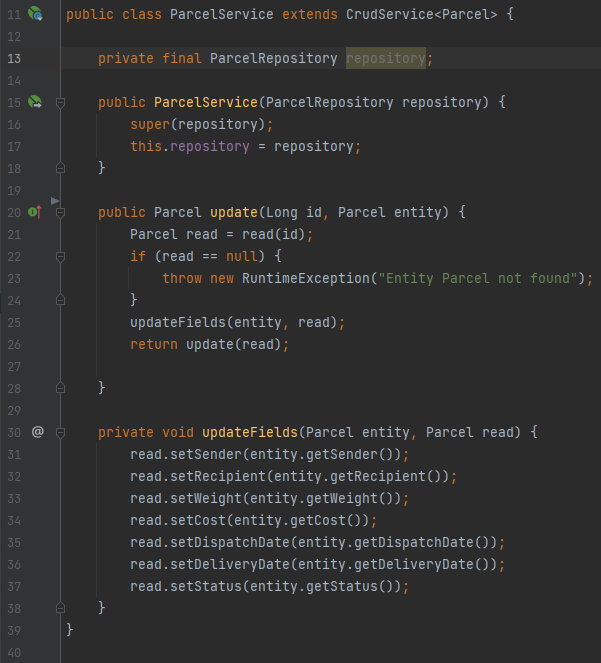 11 public class ParcelService extends CrudService<Parcel> {
12
13 private final ParcelRepository repository;
14
15 public ParcelService(ParcelRepository repository) {
16 super(repository);
17 this.repository = repository;
18 }
19
20 public Parcel update(Long id, Parcel entity) {
21 Parcel read = read(id);
22 if (read == null) {
23 throw new RuntimeException("Entity Parcel not found");
24 }
25 updateFields(entity, read);
26 return update(read);
27
28 }
29
30 @ private void updateFields(Parcel entity, Parcel read) {
31 read.setSender(entity.getSender());
32 read.setRecipient(entity.getRecipient());
33 read.setWeight(entity.getWeight());
34 read.setCost(entity.getCost());
35 read.setDispatchDate(entity.getDispatchDate());
36 read.setDeliveryDate(entity.getDeliveryDate());
37 read.setStatus(entity.getStatus());
38 }
39 }
40